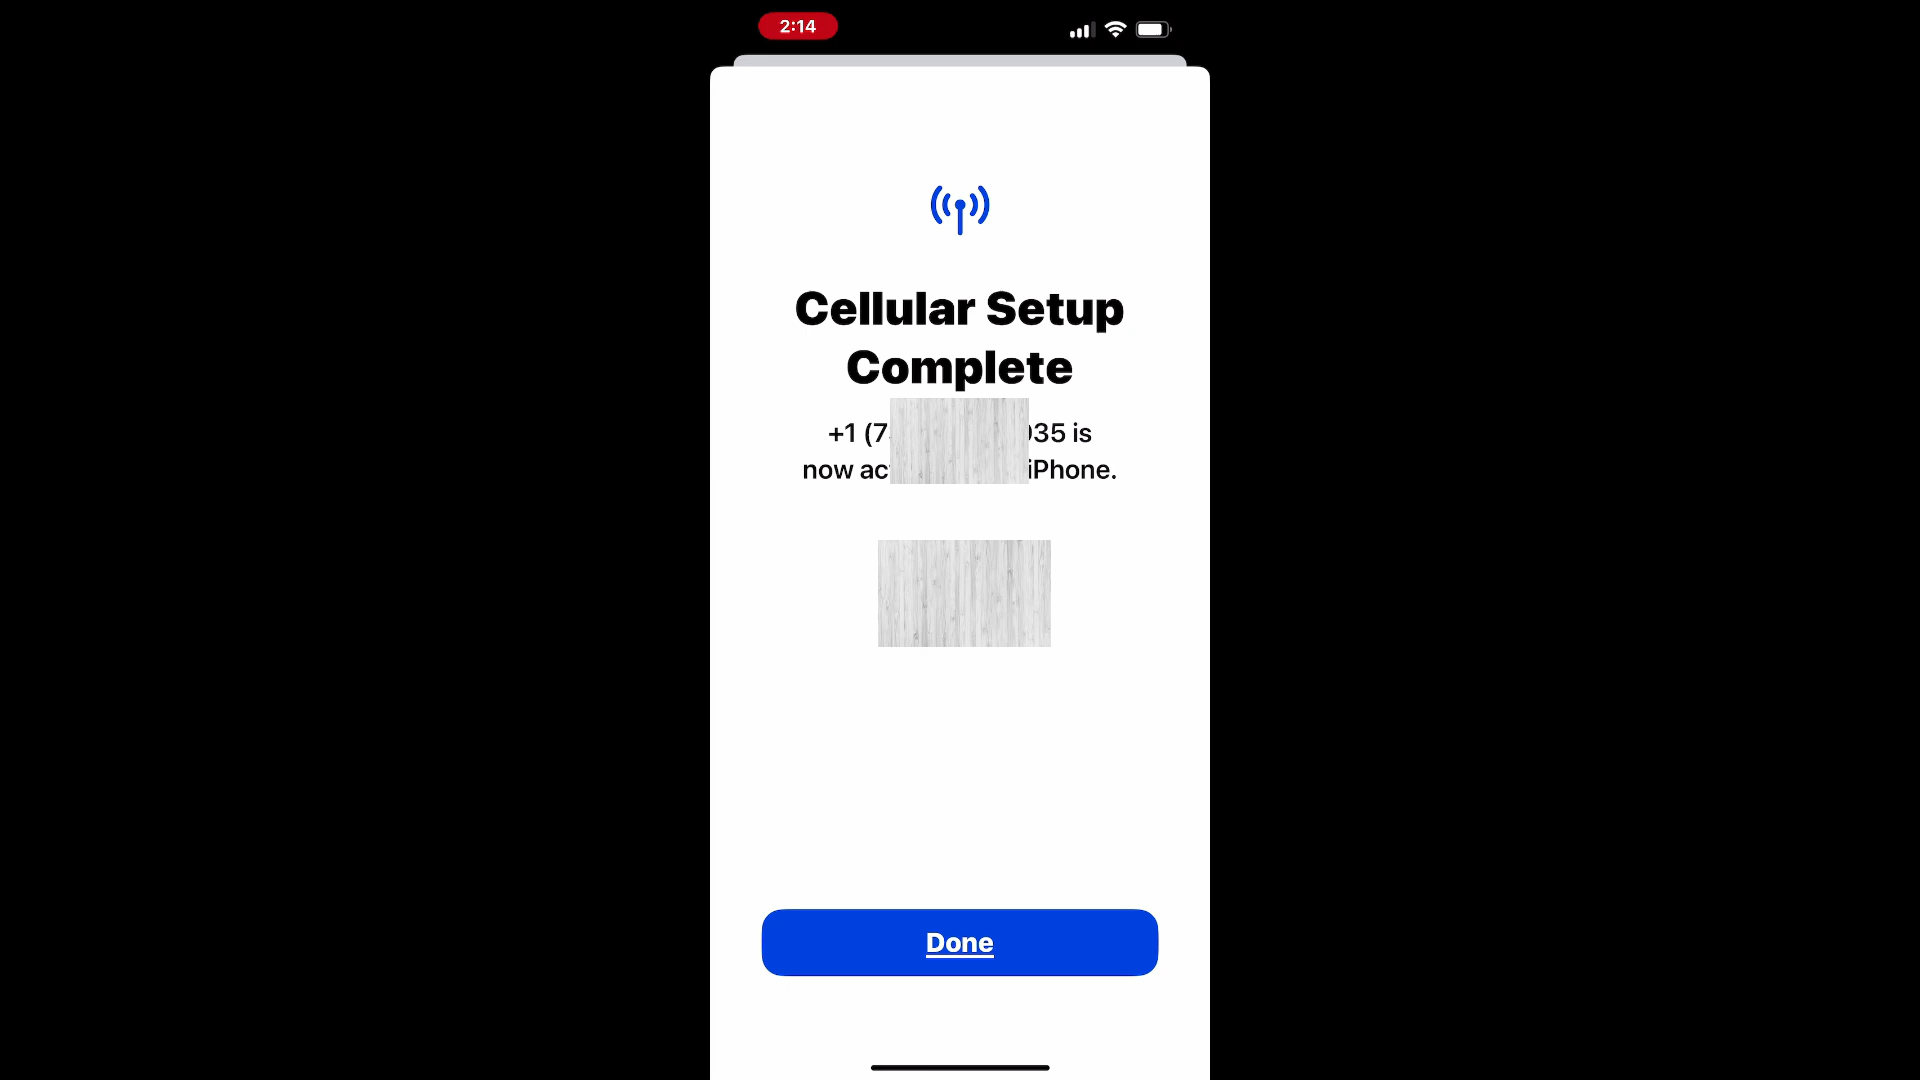 2:14
Cellular Setup
Complete
+1 (7 35 is
now ac iPhone.
Done